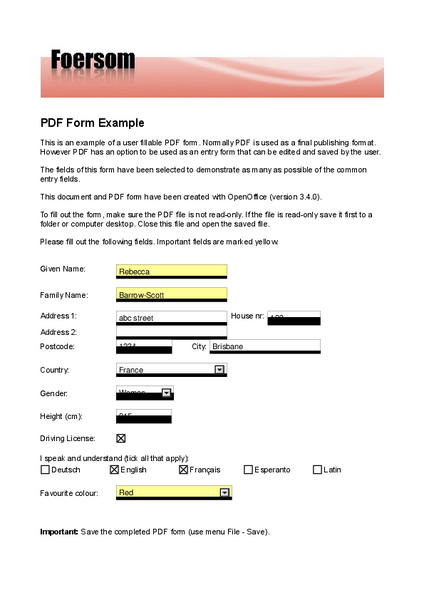 Foersom
PDF Form Example
This is an example of a user fillable PDF form. Normally PDF is used as a final publishing format.
However PDF has an option to be used as an entry form that can be edited and saved by the user.
The fields of this form have been selected to demonstrate as many as possible of the common
entry fields.
This document and PDF form have been created with OpenOffice (version 3.4.0).
To fill out the form, make sure the PDF file is not read-only. If the file is read-only save it first to a
folder or computer desktop. Close this file and open the saved file.
Please fill out the following fields. Important fields are marked yellow.
Given Name: Rebecca
Family Name: Barrow-Scott
Address 1: abc street House nr:
Address 2:
Postcode: City: Brisbane
Country: France
Gender:
Height (cm):
Driving License:
I speak and understand (tick all that apply):
Deutsch English Français Esperanto Latin
Favourite colour: Red
Important: Save the completed PDF form (use menu File - Save).